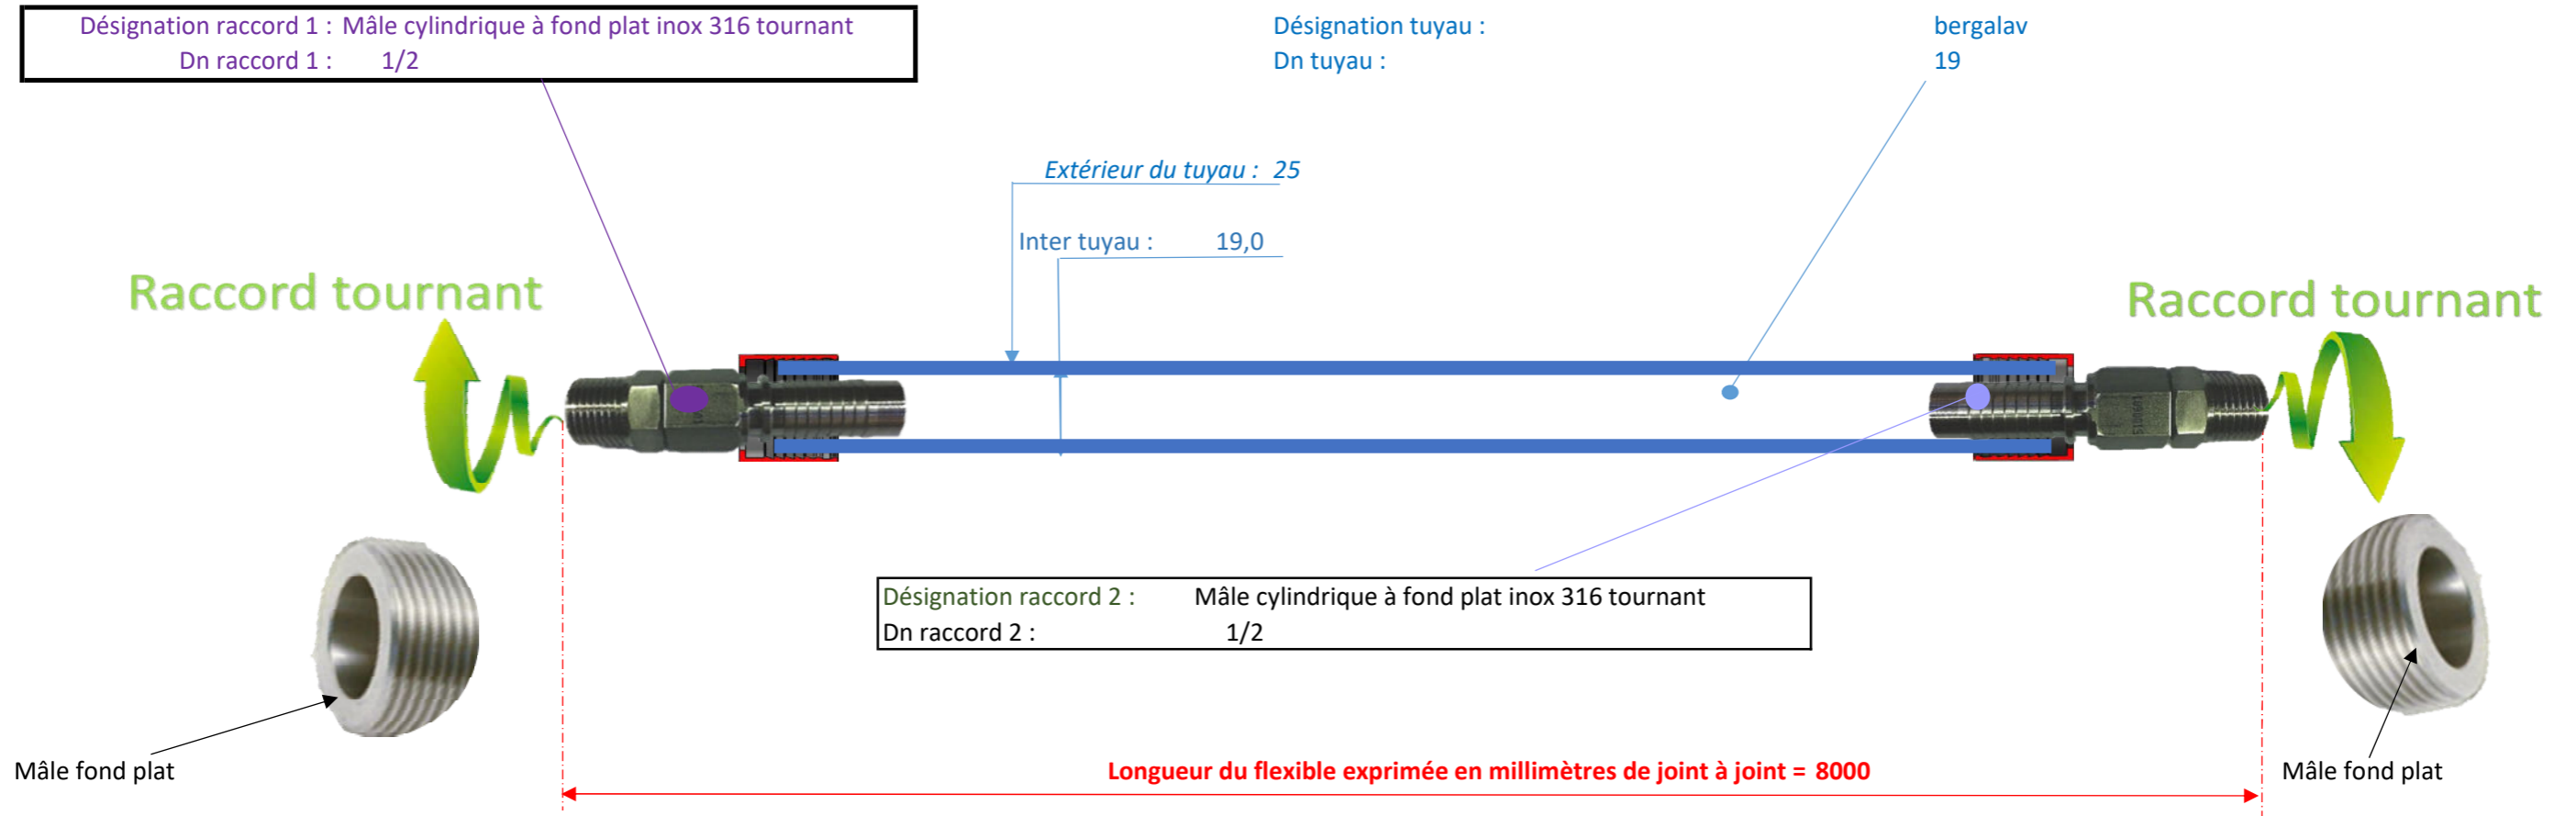 Désignation raccord 1 : Mâle cylindrique à fond plat inox 316 tournant
Dn raccord 1 : 1/2
Désignation tuyau : bergalav
Dn tuyau : 19
Extérieur du tuyau : 25
Inter tuyau : 19,0
Raccord tournant
Raccord tournant
Désignation raccord 2 : Mâle cylindrique à fond plat inox 316 tournant
Dn raccord 2 : 1/2
Mâle fond plat
Longueur du flexible exprimée en millimètres de joint à joint = 8000
Mâle fond plat